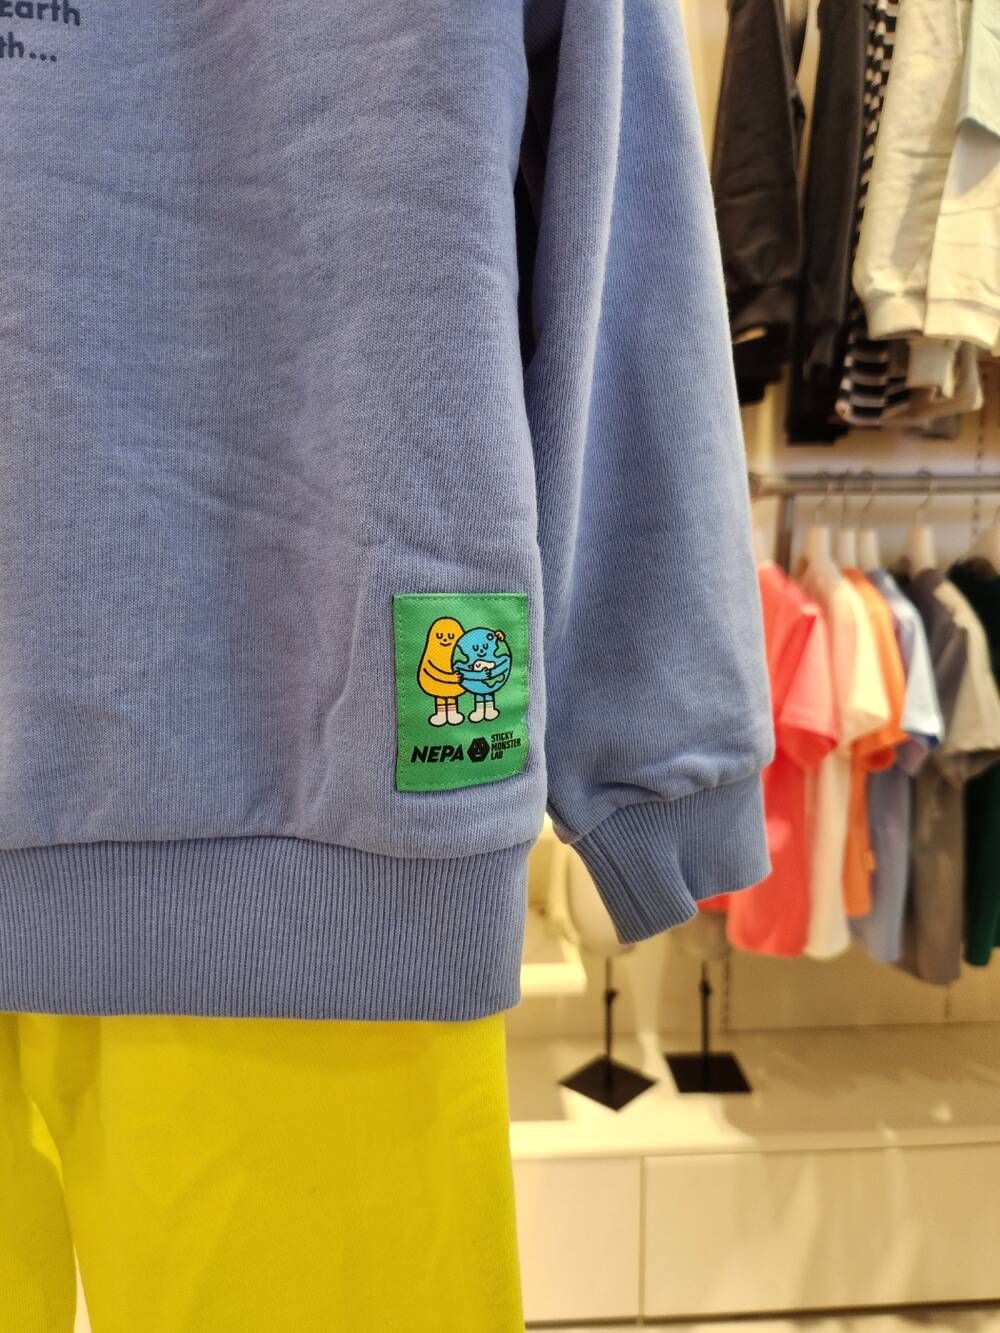 Earth
th...
NEPA
STICKY
MONSTER
LAB